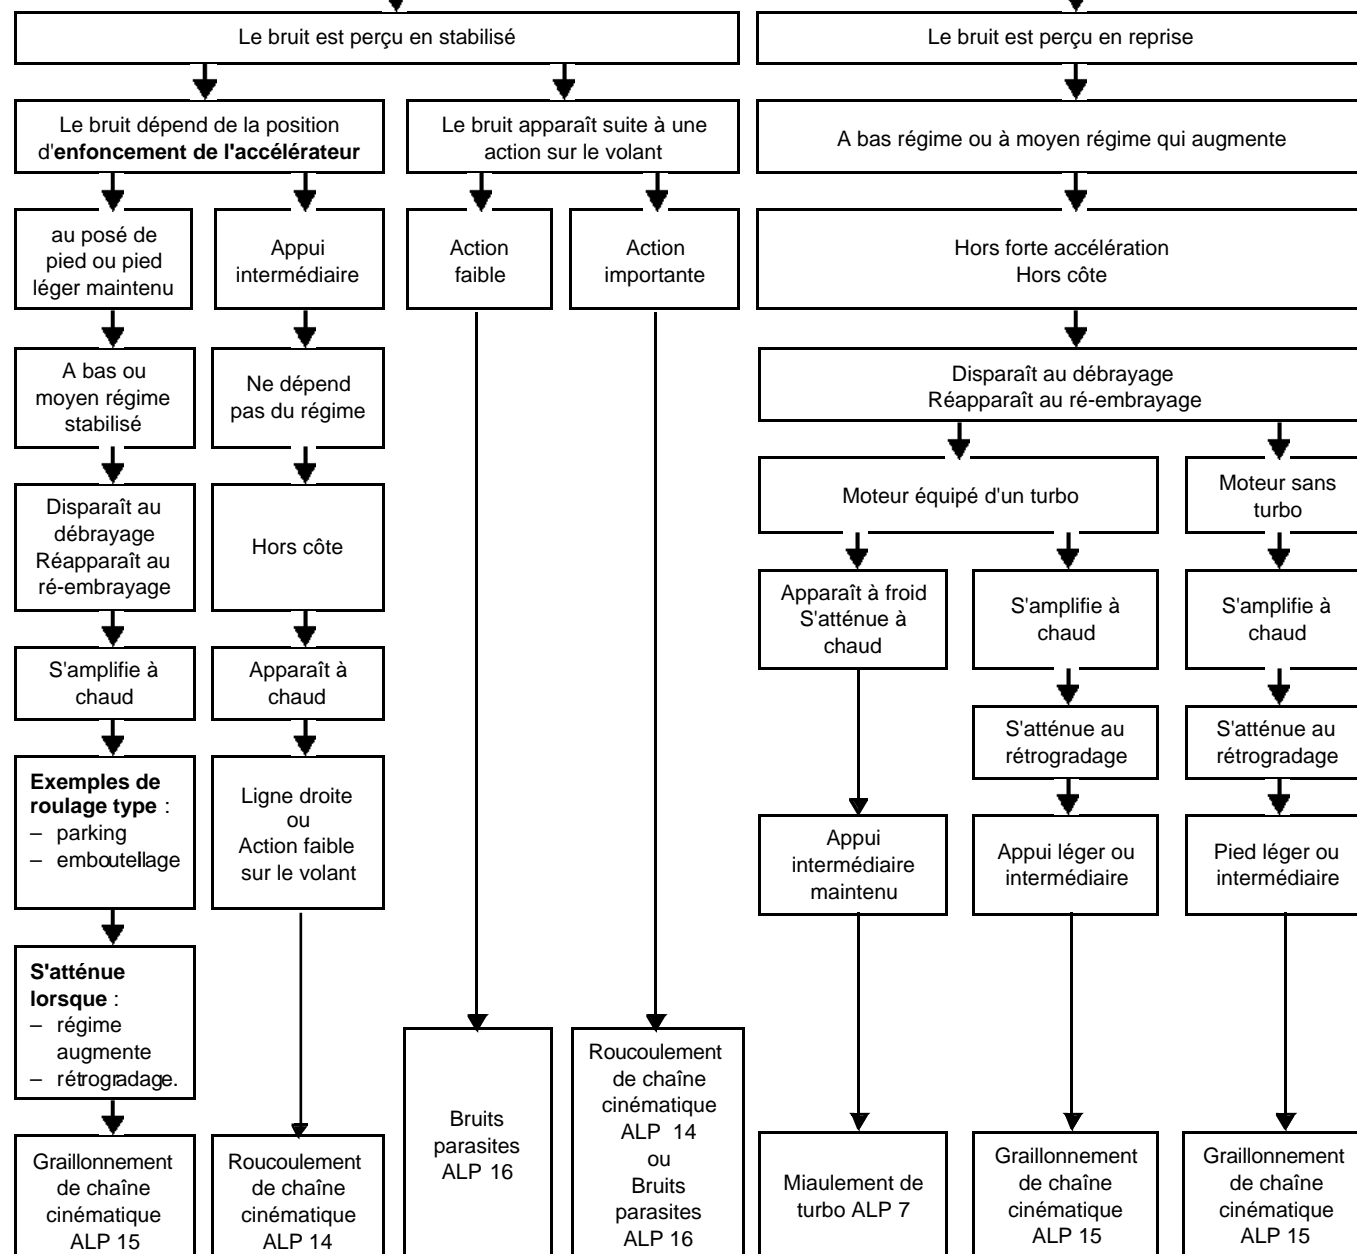 Le bruit est perçu en stabilisé
Le bruit dépend de la position
d'enfoncement de l'accélérateur
Le bruit apparaît suite à une
action sur le volant
au posé de
pied ou pied
léger maintenu
Appui
intermédiaire
Action
faible
Action
importante
A bas ou
moyen régime
stabilisé
Ne dépend
pas du régime
Disparaît au
débrayage
Réapparaît au
ré-embrayage
Hors côte
S'amplifie à
chaud
Apparaît à
chaud
Exemples de
roulage type :
– parking
– emboutellage
Ligne droite
ou
Action faible
sur le volant
S'atténue
lorsque :
– régime
augmente
– rétrogradage.
Graillonnement
de chaîne
cinématique
ALP 15
Roucoulement
de chaîne
cinématique
ALP 14
Bruits
parasites
ALP 16
Roucoulement
de chaîne
cinématique
ALP 14
ou
Bruits
parasites
ALP 16
Le bruit est perçu en reprise
A bas régime ou à moyen régime qui augmente
Hors forte accélération
Hors côte
Disparaît au débrayage
Réapparaît au ré-embrayage
Moteur équipé d'un turbo
Moteur sans
turbo
Apparaît à froid
S'atténue à
chaud
S'amplifie à
chaud
S'amplifie à
chaud
S'atténue au
rétrogradage
S'atténue au
rétrogradage
Appui
intermédiaire
maintenu
Appui léger ou
intermédiaire
Pied léger ou
intermédiaire
Miaulement de
turbo ALP 7
Graillonnement
de chaîne
cinématique
ALP 15
Graillonnement
de chaîne
cinématique
ALP 15